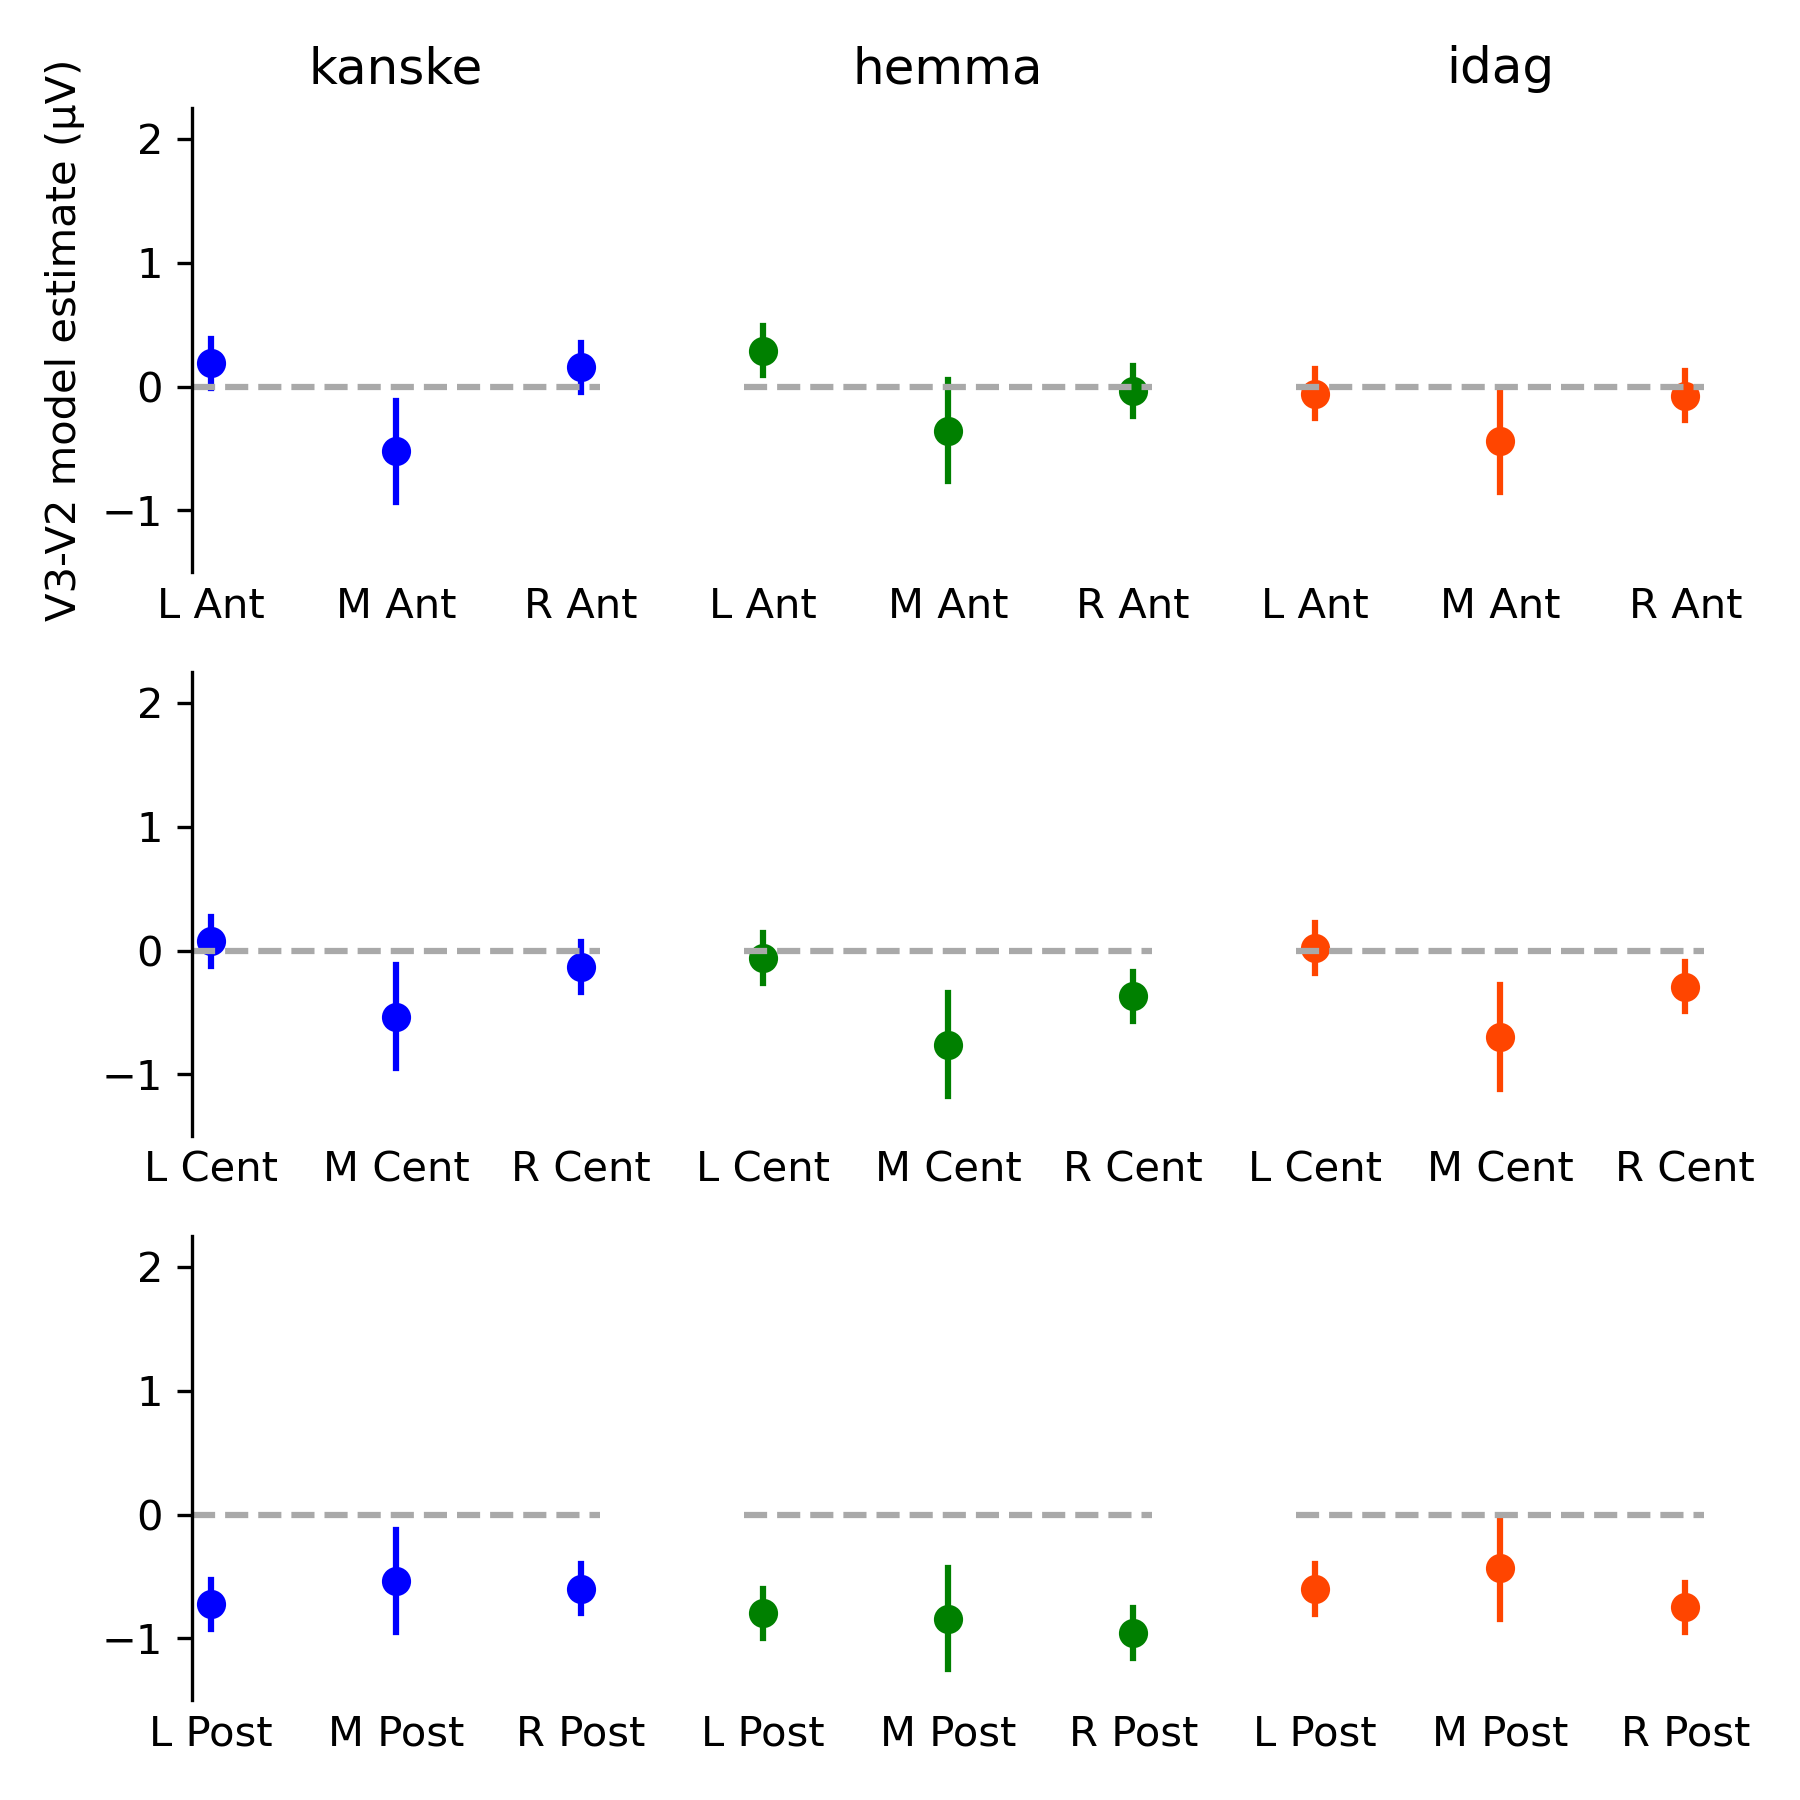 kanske hemma idag
V3-V2 model estimate (µV)
2
1
0
−1
L Ant M Ant R Ant L Ant M Ant R Ant L Ant M Ant R Ant
2
1
0
−1
L Cent M Cent R Cent L Cent M Cent R Cent L Cent M Cent R Cent
2
1
0
−1
L Post M Post R Post L Post M Post R Post L Post M Post R Post